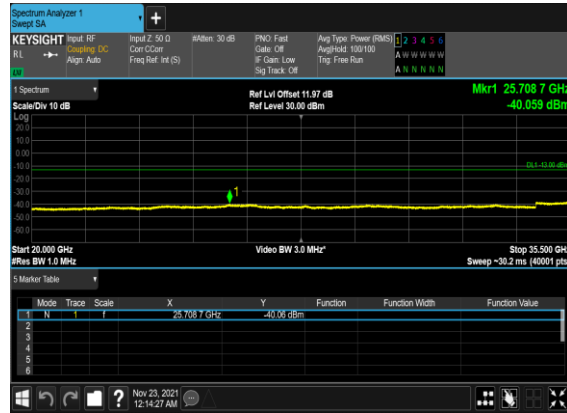 Spectrum Analyzer 1
Swept SA
+
KEYSIGHT Input: RF Input Z: 50 Ω #Atten: 30 dB PNO: Fast Avg Type: Power (RMS) 1 2 3 4 5 6
RL Coupling: DC Corr CCorr Gate: Off Avg|Hold: 100/100 A W W W W W
Align: Auto Freq Ref: Int (S) IF Gain: Low Trig: Free Run
Sig Track: Off A N N N N N
1 Spectrum
Ref Lvl Offset 11.97 dB Mkr1 25.708 7 GHz
Scale/Div 10 dB Ref Level 30.00 dBm -40.059 dBm
Log
20.0
10.0
0.00
-10.0 DL1 -13.00 dBm
-20.0
-30.0 1
-40.0
-50.0
-60.0
Start 20.000 GHz Video BW 3.0 MHz* Stop 35.500 GHz
#Res BW 1.0 MHz Sweep ~30.2 ms (40001 pts
5 Marker Table
Mode Trace Scale X Y Function Function Width Function Value
1 N 1 f 25.708 7 GHz -40.06 dBm
2
3
4
5
6
? Nov 23, 2021
12:14:27 AM